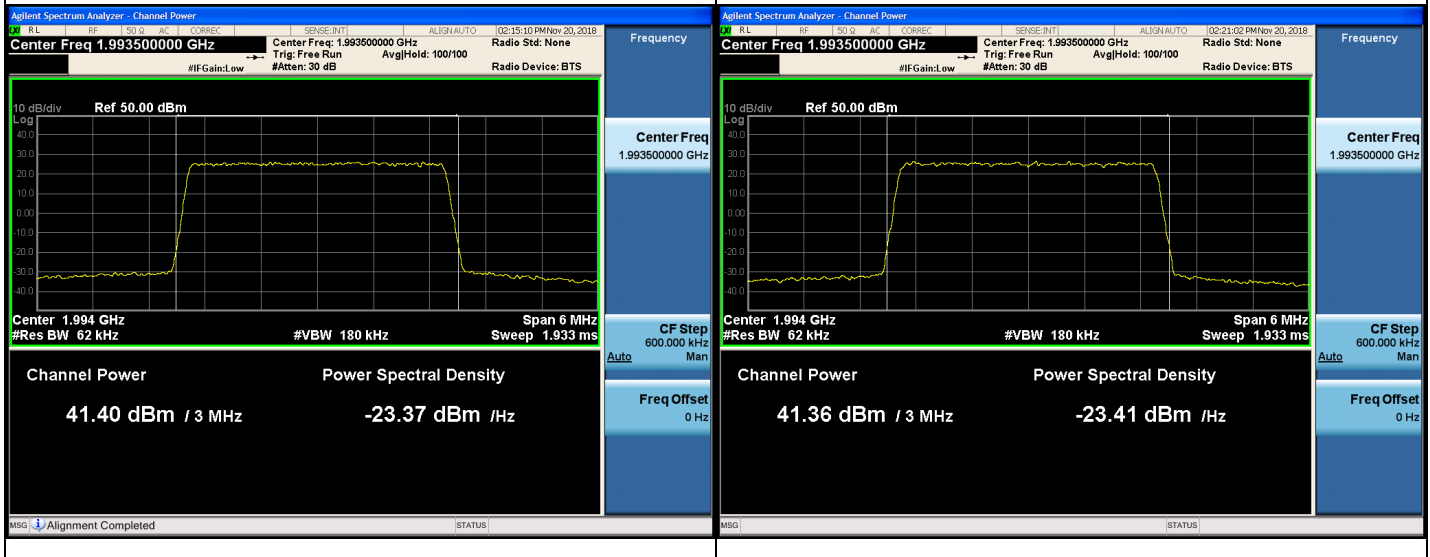 Agilent Spectrum Analyzer - Channel Power
RL RF 50 Ω AC CORREC SENSE:INT ALIGNAUTO 02:15:10 PM Nov 20, 2018
Center Freq 1.993500000 GHz
Center Freq: 1.993500000 GHz
Radio Std: None
Trig: Free Run Avg|Hold: 100/100
#IFGain:Low
#Atten: 30 dB
Radio Device: BTS
Frequency
10 dB/div Ref 50.00 dBm
Log
40.0
30.0
20.0
10.0
0.00
-10.0
-20.0
-30.0
-40.0
Center 1.994 GHz
Span 6 MHz
#Res BW 62 kHz
#VBW 180 kHz
Sweep 1.933 ms
Center Freq
1.993500000 GHz
CF Step
600.000 kHz
Auto Man
Freq Offset
0 Hz
Channel Power
Power Spectral Density
41.40 dBm / 3 MHz
-23.37 dBm /Hz
MSG Alignment Completed
STATUS
Agilent Spectrum Analyzer - Channel Power
RL RF 50 Ω AC CORREC SENSE:INT ALIGNAUTO 02:21:02 PM Nov 20, 2018
Center Freq 1.993500000 GHz
Center Freq: 1.993500000 GHz
Radio Std: None
Trig: Free Run Avg|Hold: 100/100
#IFGain:Low
#Atten: 30 dB
Radio Device: BTS
Frequency
10 dB/div Ref 50.00 dBm
Log
40.0
30.0
20.0
10.0
0.00
-10.0
-20.0
-30.0
-40.0
Center 1.994 GHz
Span 6 MHz
#Res BW 62 kHz
#VBW 180 kHz
Sweep 1.933 ms
Center Freq
1.993500000 GHz
CF Step
600.000 kHz
Auto Man
Freq Offset
0 Hz
Channel Power
Power Spectral Density
41.36 dBm / 3 MHz
-23.41 dBm /Hz
MSG
STATUS